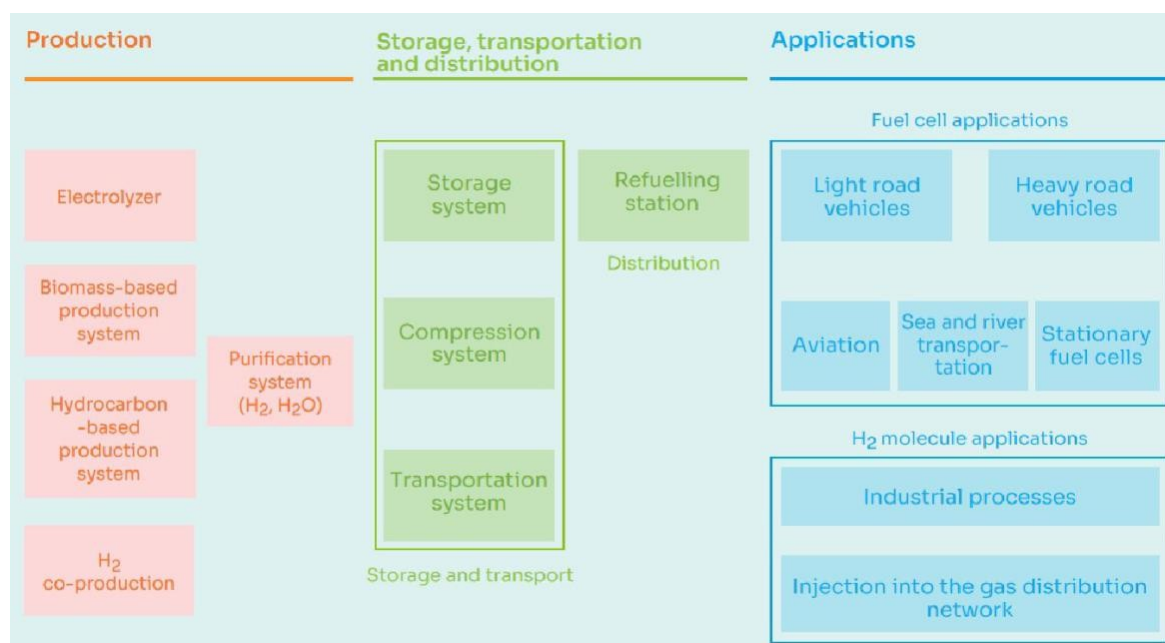 Production
Electrolyzer
Biomass-based
production
system
Hydrocarbon
-based
production
system
H₂
co-production
Purification
system
(H₂, H₂O)
Storage, transportation
and distribution
Storage
system
Compression
system
Transportation
system
Storage and transport
Refuelling
station
Distribution
Applications
Fuel cell applications
Light road
vehicles
Heavy road
vehicles
Aviation
Sea and river
transpor-
tation
Stationary
fuel cells
H₂ molecule applications
Industrial processes
Injection into the gas distribution
network